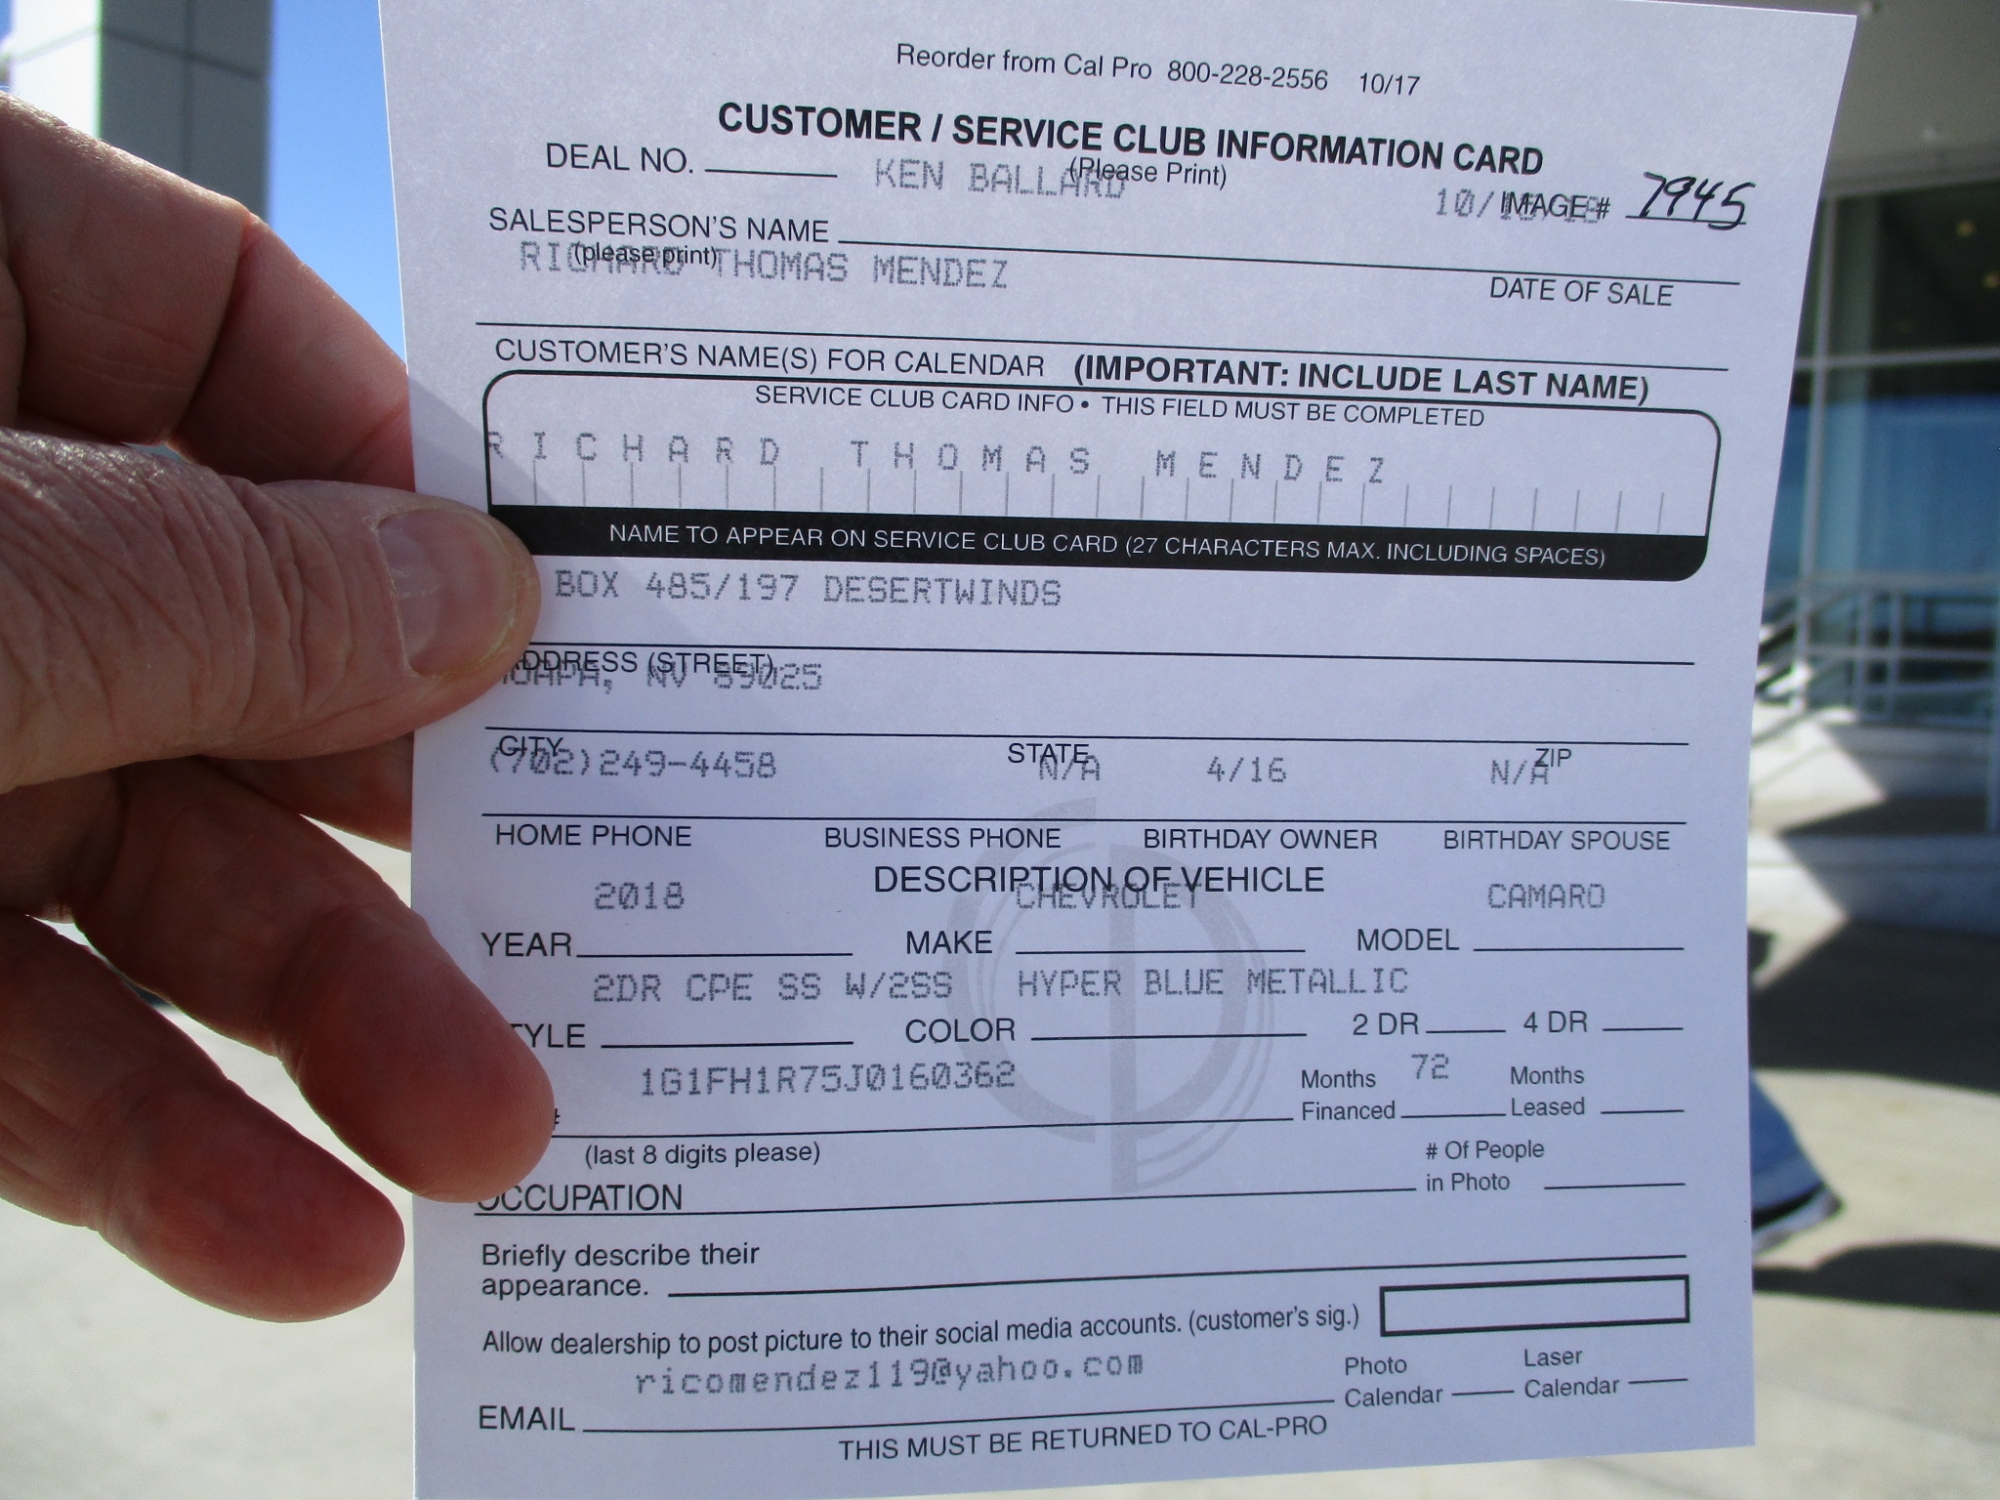 Reorder from Cal Pro 800-228-2556 10/17
CUSTOMER / SERVICE CLUB INFORMATION CARD
(Please Print)
DEAL NO. KEN BALLARD 10/ IMAGE # 7945
SALESPERSON'S NAME
(please print) DATE OF SALE
RICHARD THOMAS MENDEZ
CUSTOMER'S NAME(S) FOR CALENDAR (IMPORTANT: INCLUDE LAST NAME)
SERVICE CLUB CARD INFO • THIS FIELD MUST BE COMPLETED
RICHARD THOMAS MENDEZ
NAME TO APPEAR ON SERVICE CLUB CARD (27 CHARACTERS MAX. INCLUDING SPACES)
BOX 485/197 DESERTWINDS
ADDRESS (STREET)
NV 89025
CITY STATE ZIP
(702)249-4458 N/A 4/16 N/A
HOME PHONE BUSINESS PHONE BIRTHDAY OWNER BIRTHDAY SPOUSE
DESCRIPTION OF VEHICLE
2018 CHEVROLET CAMARO
YEAR MAKE MODEL
2DR CPE SS W/2SS HYPER BLUE METALLIC
STYLE COLOR 2 DR 4 DR
1G1FH1R75J0160362 Months Financed 72 Months Leased
#
(last 8 digits please) # Of People in Photo
OCCUPATION
Briefly describe their
appearance.
Allow dealership to post picture to their social media accounts. (customer's sig.)
ricomendez119@yahoo.com
EMAIL Photo Calendar Laser Calendar
THIS MUST BE RETURNED TO CAL-PRO